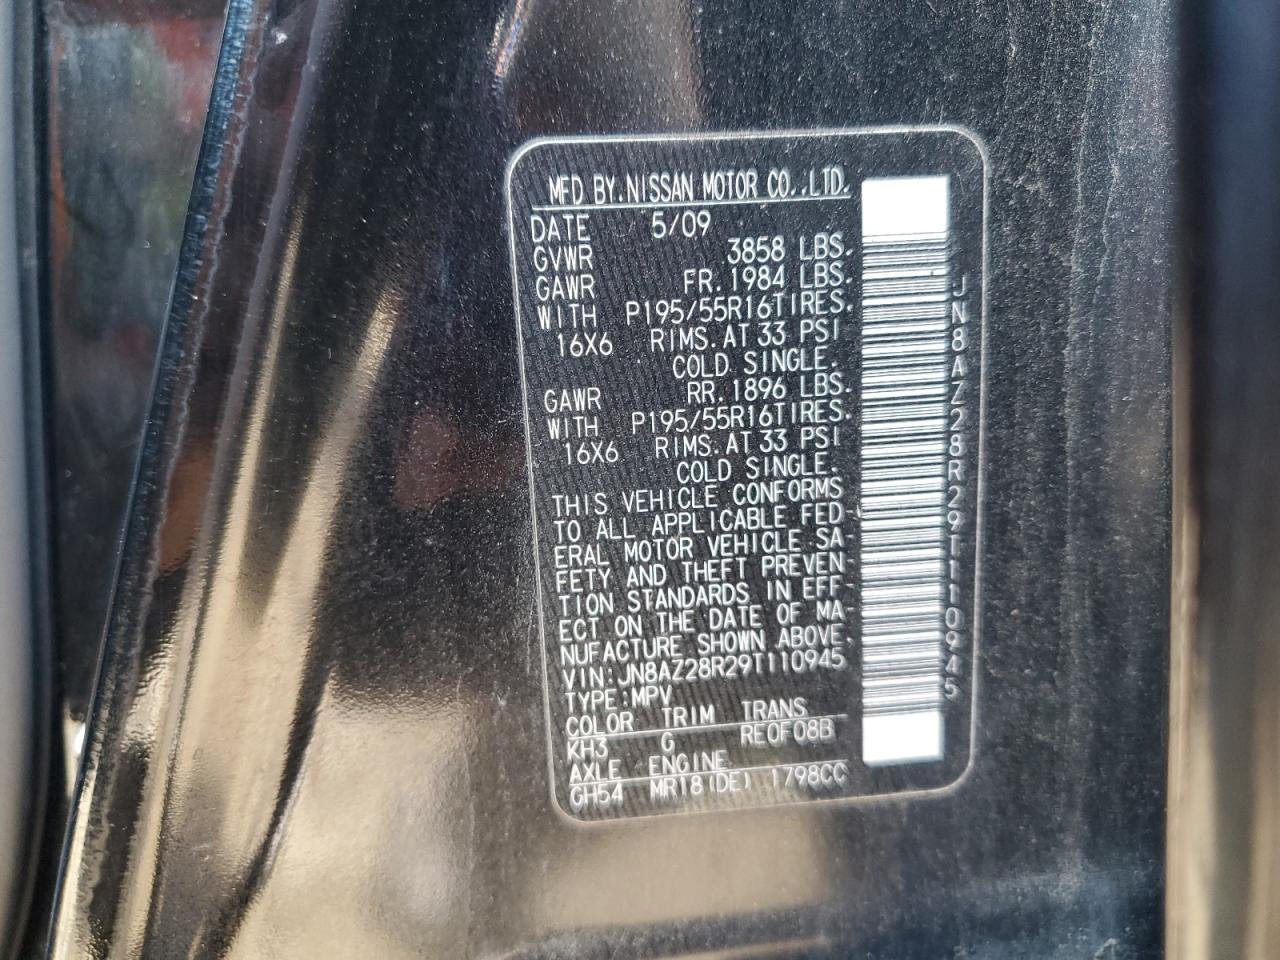 MFD BY.NISSAN MOTOR CO.,LTD.
DATE 5/09
GVWR 3858 LBS.
GAWR FR.1984 LBS.
WITH P195/55R16TIRES.
16X6 RIMS.AT 33 PSI
COLD SINGLE.
GAWR RR.1896 LBS.
WITH P195/55R16TIRES.
16X6 RIMS.AT 33 PSI
COLD SINGLE.
THIS VEHICLE CONFORMS
TO ALL APPLICABLE FED
ERAL MOTOR VEHICLE SA
FETY AND THEFT PREVEN
TION STANDARDS IN EFF
ECT ON THE DATE OF MA
NUFACTURE SHOWN ABOVE.
VIN:JN8AZ28R29T110945
TYPE:MPV
COLOR TRIM TRANS
KH3 G RE0F08B
AXLE ENGINE
GH54 MR18(DE) 1798CC
JN8AZ28R29T110945